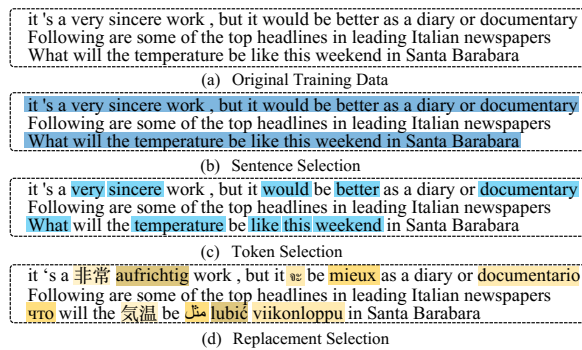 it 's a very sincere work , but it would be better as a diary or documentary
Following are some of the top headlines in leading Italian newspapers
What will the temperature be like this weekend in Santa Barabara
(a) Original Training Data
it 's a very sincere work , but it would be better as a diary or documentary
Following are some of the top headlines in leading Italian newspapers
What will the temperature be like this weekend in Santa Barabara
(b) Sentence Selection
it 's a very sincere work , but it would be better as a diary or documentary
Following are some of the top headlines in leading Italian newspapers
What will the temperature be like this weekend in Santa Barabara
(c) Token Selection
it ‘s a 非常 aufrichtig work , but it จะ be mieux as a diary or documentario
Following are some of the top headlines in leading Italian newspapers
что will the 気温 be مثل lubić viikonloppu in Santa Barabara
(d) Replacement Selection